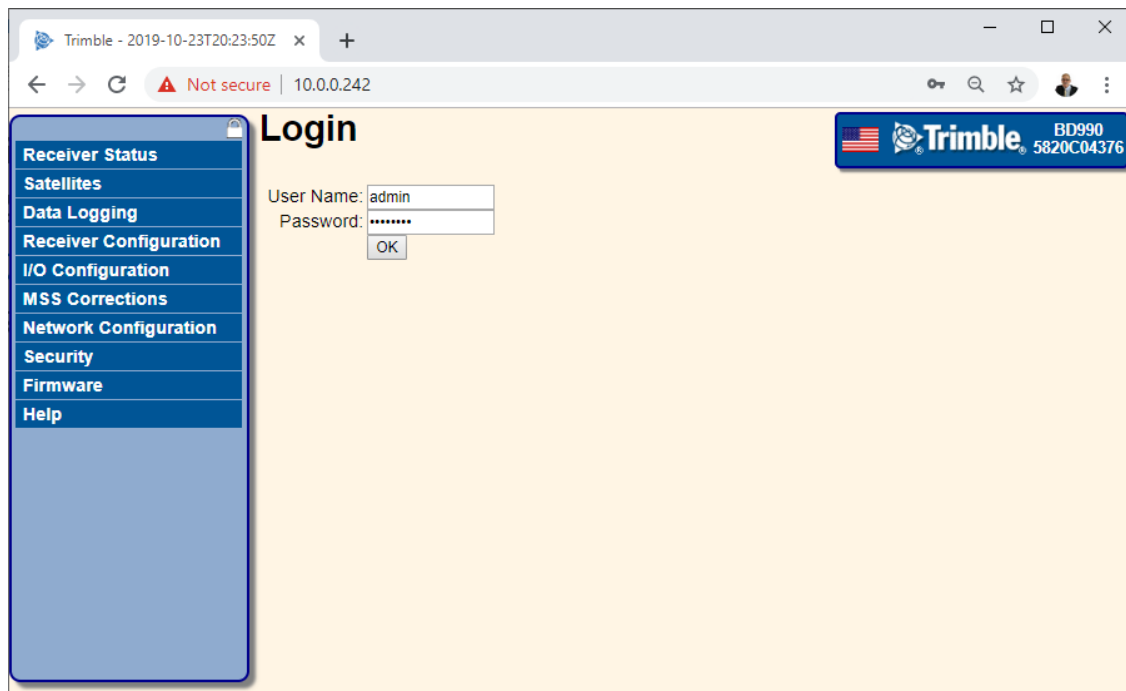 Trimble - 2019-10-23T20:23:50Z
Not secure | 10.0.0.242
Receiver Status
Satellites
Data Logging
Receiver Configuration
I/O Configuration
MSS Corrections
Network Configuration
Security
Firmware
Help
Login
User Name: admin
Password: ••••••••
OK
Trimble® BD990
5820C04376